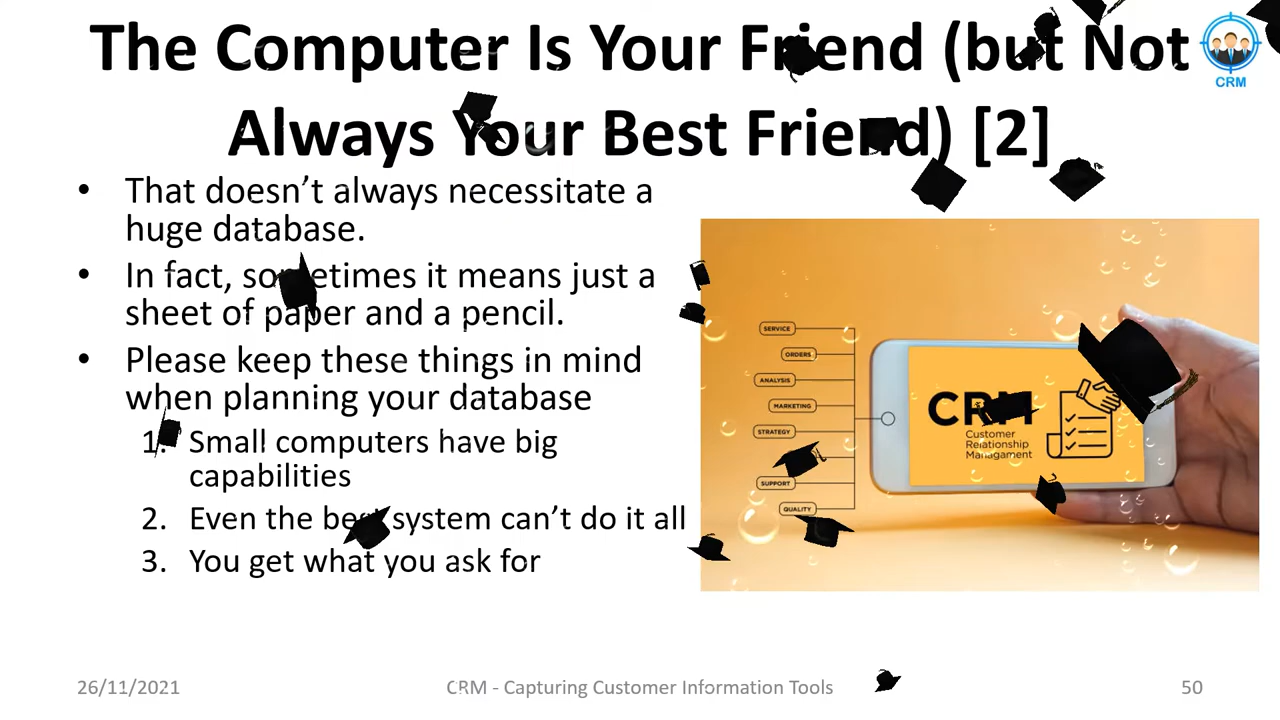 The Computer Is Your Friend (but Not
Always Your Best Friend) [2]
CRM
• That doesn't always necessitate a
huge database.
• In fact, sometimes it means just a
sheet of paper and a pencil.
• Please keep these things in mind
when planning your database
1. Small computers have big
capabilities
2. Even the best system can't do it all
3. You get what you ask for
SERVICE
ORDERS
ANALYSIS
MARKETING
STRATEGY
SUPPORT
QUALITY
CRM
Customer
Relationship
Managament
26/11/2021
CRM - Capturing Customer Information Tools
50